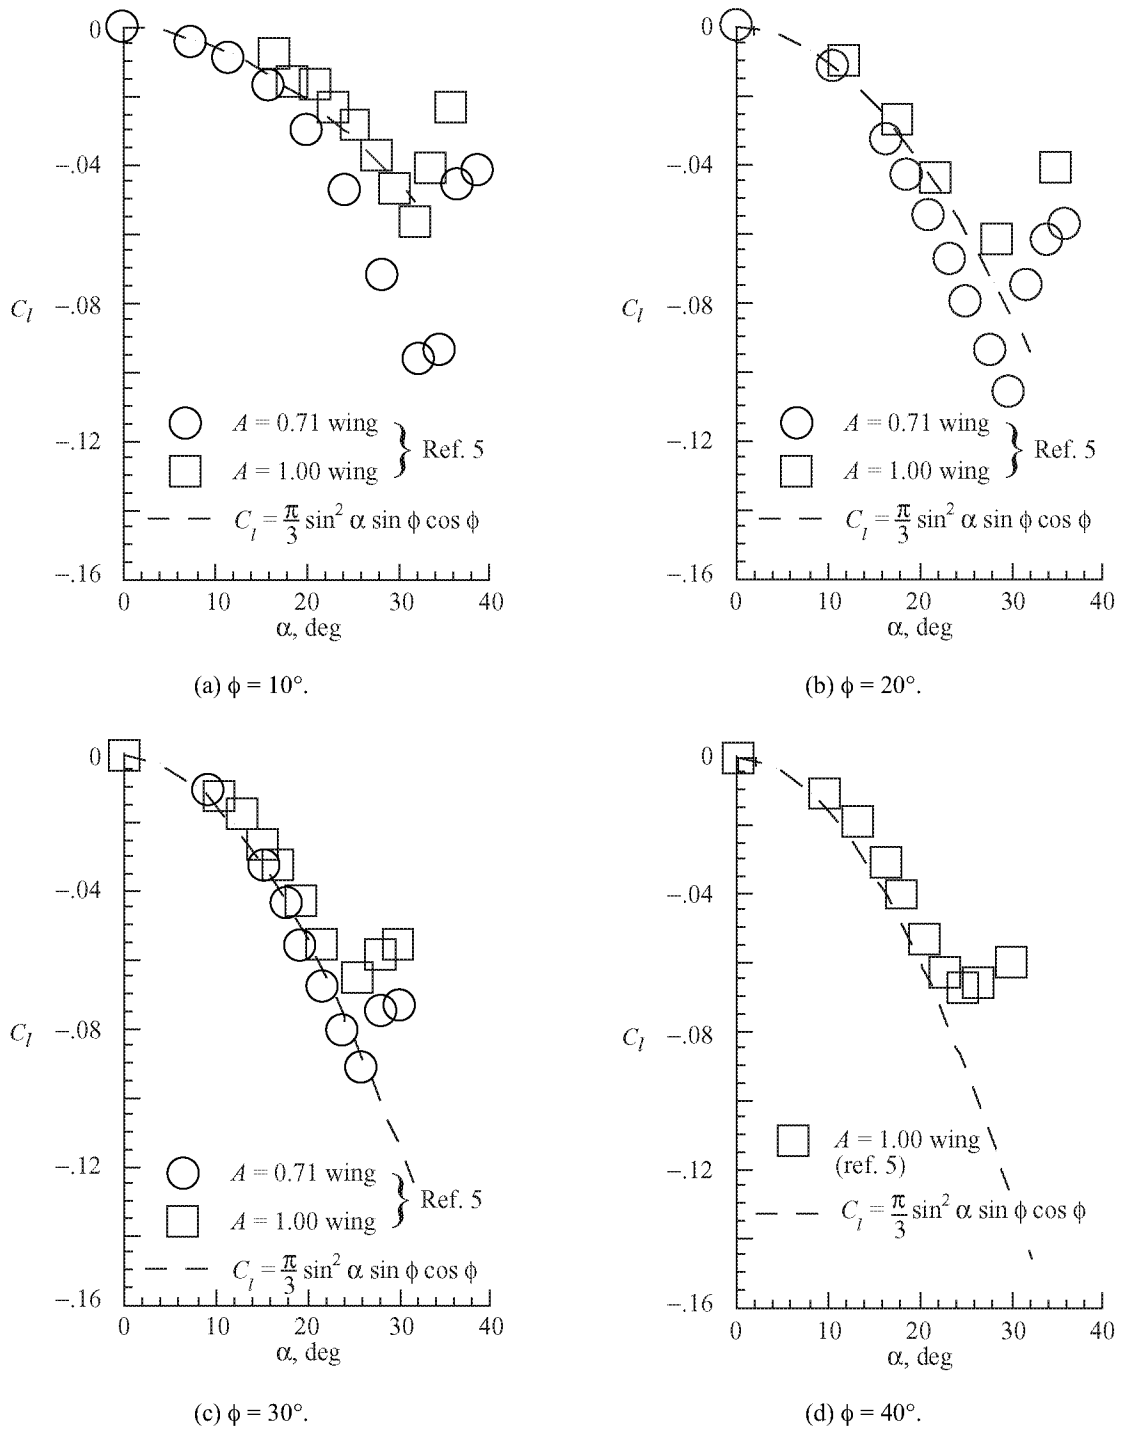 0
−.04
C_l −.08
−.12
−.16
0 10 20 30 40
α, deg
A = 0.71 wing
A = 1.00 wing
} Ref. 5
C_l = π/3 sin² α sin ϕ cos ϕ
(a) ϕ = 10°.
0
−.04
C_l −.08
−.12
−.16
0 10 20 30 40
α, deg
A = 0.71 wing
A = 1.00 wing
} Ref. 5
C_l = π/3 sin² α sin ϕ cos ϕ
(b) ϕ = 20°.
0
−.04
C_l −.08
−.12
−.16
0 10 20 30 40
α, deg
A = 0.71 wing
A = 1.00 wing
} Ref. 5
C_l = π/3 sin² α sin ϕ cos ϕ
(c) ϕ = 30°.
0
−.04
C_l −.08
−.12
−.16
0 10 20 30 40
α, deg
A = 1.00 wing
(ref. 5)
C_l = π/3 sin² α sin ϕ cos ϕ
(d) ϕ = 40°.